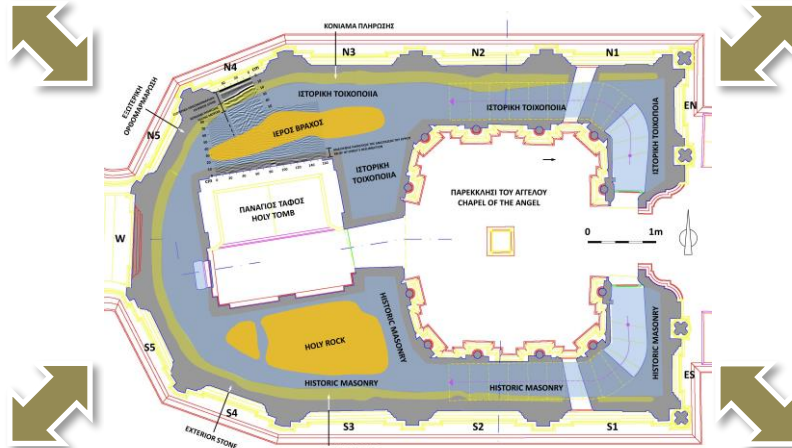 ΚΟΝΙΑΜΑ ΠΛΗΡΩΣΗΣ
N4
N3
N2
N1
ΕΞΩΤΕΡΙΚΗ
ΟΡΘΟΜΑΡΜΑΡΩΣΗ
ΙΣΤΟΡΙΚΗ ΤΟΙΧΟΠΟΙΙΑ
ΙΣΤΟΡΙΚΗ ΤΟΙΧΟΠΟΙΙΑ
EN
N5
ΙΕΡΟΣ ΒΡΑΧΟΣ
ΙΣΤΟΡΙΚΗ ΤΟΙΧΟΠΟΙΙΑ
ΙΣΤΟΡΙΚΗ
ΤΟΙΧΟΠΟΙΙΑ
ΠΑΝΑΓΙΟΣ ΤΑΦΟΣ
HOLY TOMB
ΠΑΡΕΚΚΛΗΣΙ ΤΟΥ ΑΓΓΕΛΟΥ
CHAPEL OF THE ANGEL
W
0 1m
HISTORIC MASONRY
HISTORIC MASONRY
HOLY ROCK
S5
HISTORIC MASONRY
HISTORIC MASONRY
ES
S4
S3
S2
S1
EXTERIOR STONE